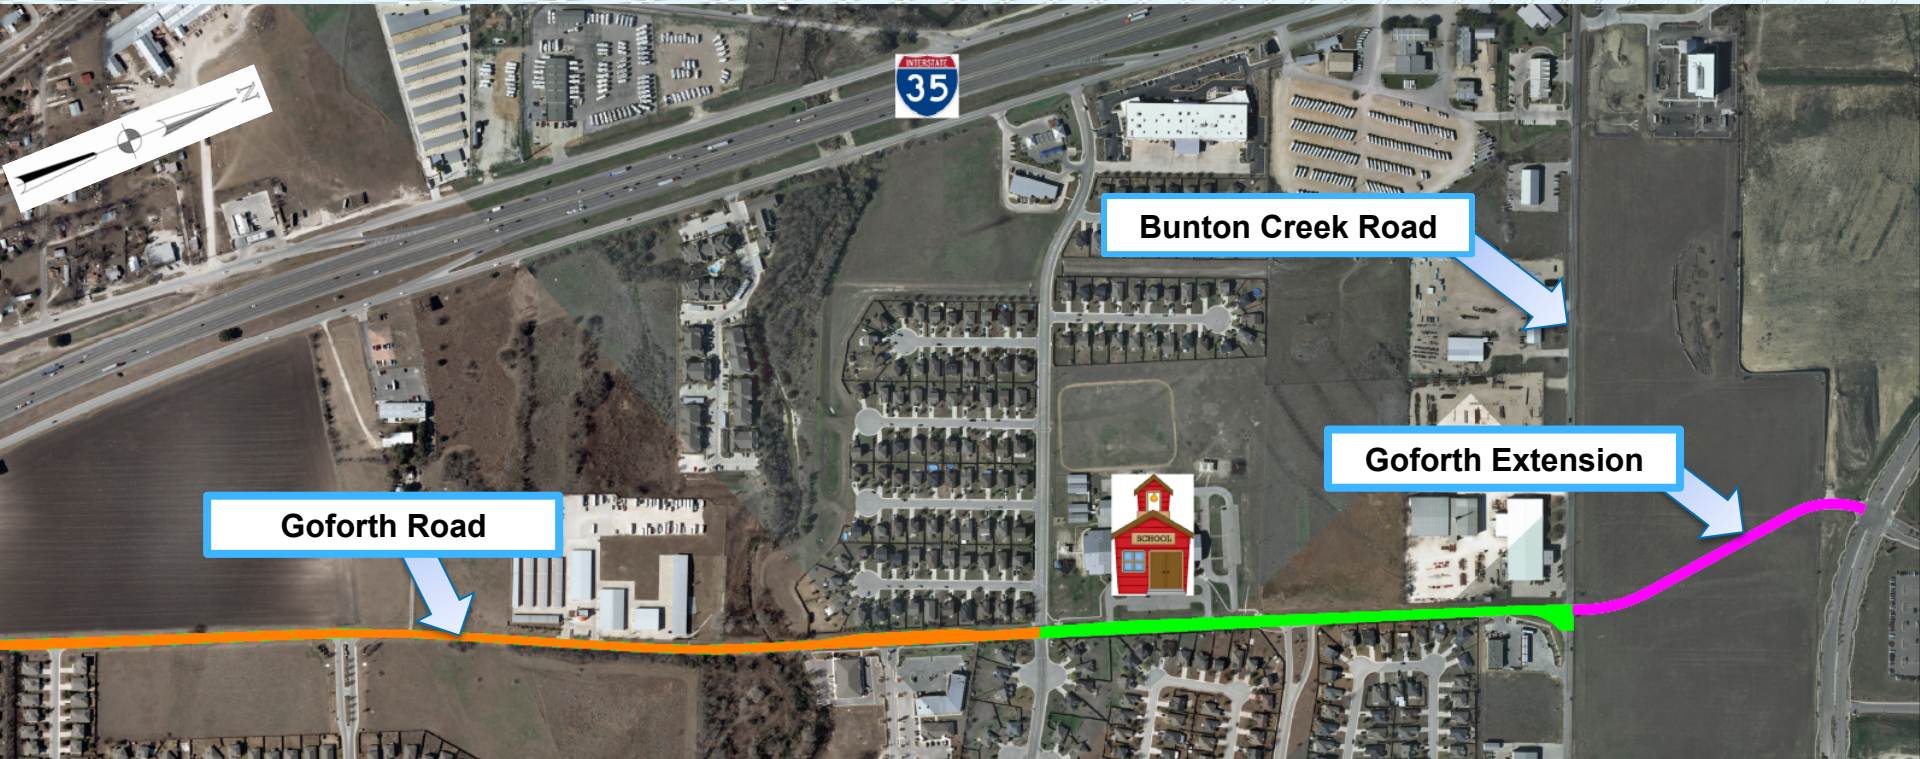 N
INTERSTATE
35
Bunton Creek Road
Goforth Extension
Goforth Road
SCHOOL